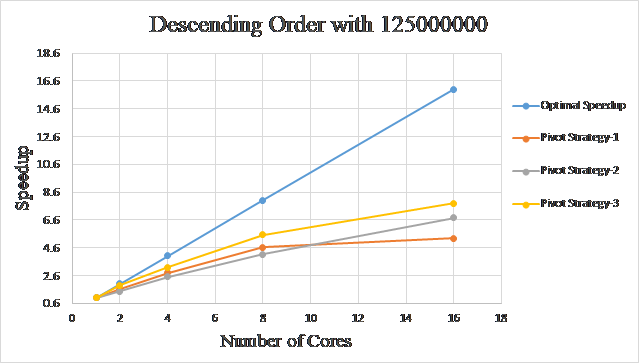 Descending Order with 125000000
18.6
16.6
14.6
12.6
10.6
8.6
6.6
4.6
2.6
0.6
Speedup
0 2 4 6 8 10 12 14 16 18
Number of Cores
Optimal Speedup
Pivot Strategy-1
Pivot Strategy-2
Pivot Strategy-3